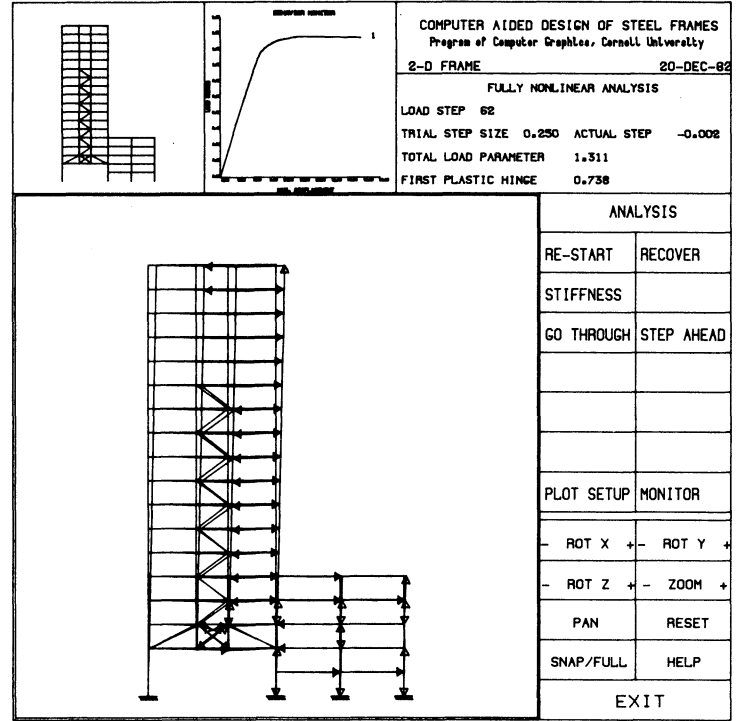 BEHAVIOR MONITOR
1
COMPUTER AIDED DESIGN OF STEEL FRAMES
Program of Computer Graphics, Cornell University
2-D FRAME 20-DEC-82
FULLY NONLINEAR ANALYSIS
LOAD STEP 62
TRIAL STEP SIZE 0.250 ACTUAL STEP -0.002
TOTAL LOAD PARAMETER 1.311
FIRST PLASTIC HINGE 0.738
ANALYSIS
RE-START RECOVER
STIFFNESS
GO THROUGH STEP AHEAD
PLOT SETUP MONITOR
- ROT X + - ROT Y +
- ROT Z + - ZOOM +
PAN RESET
SNAP/FULL HELP
EXIT